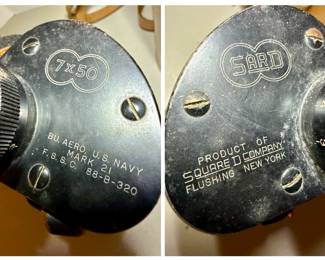 7x50
BU. AERO. U.S. NAVY
MARK 21
F.S.S.C. 88-B-320
SARD
PRODUCT OF
SQUARE D COMPANY
FLUSHING NEW YORK